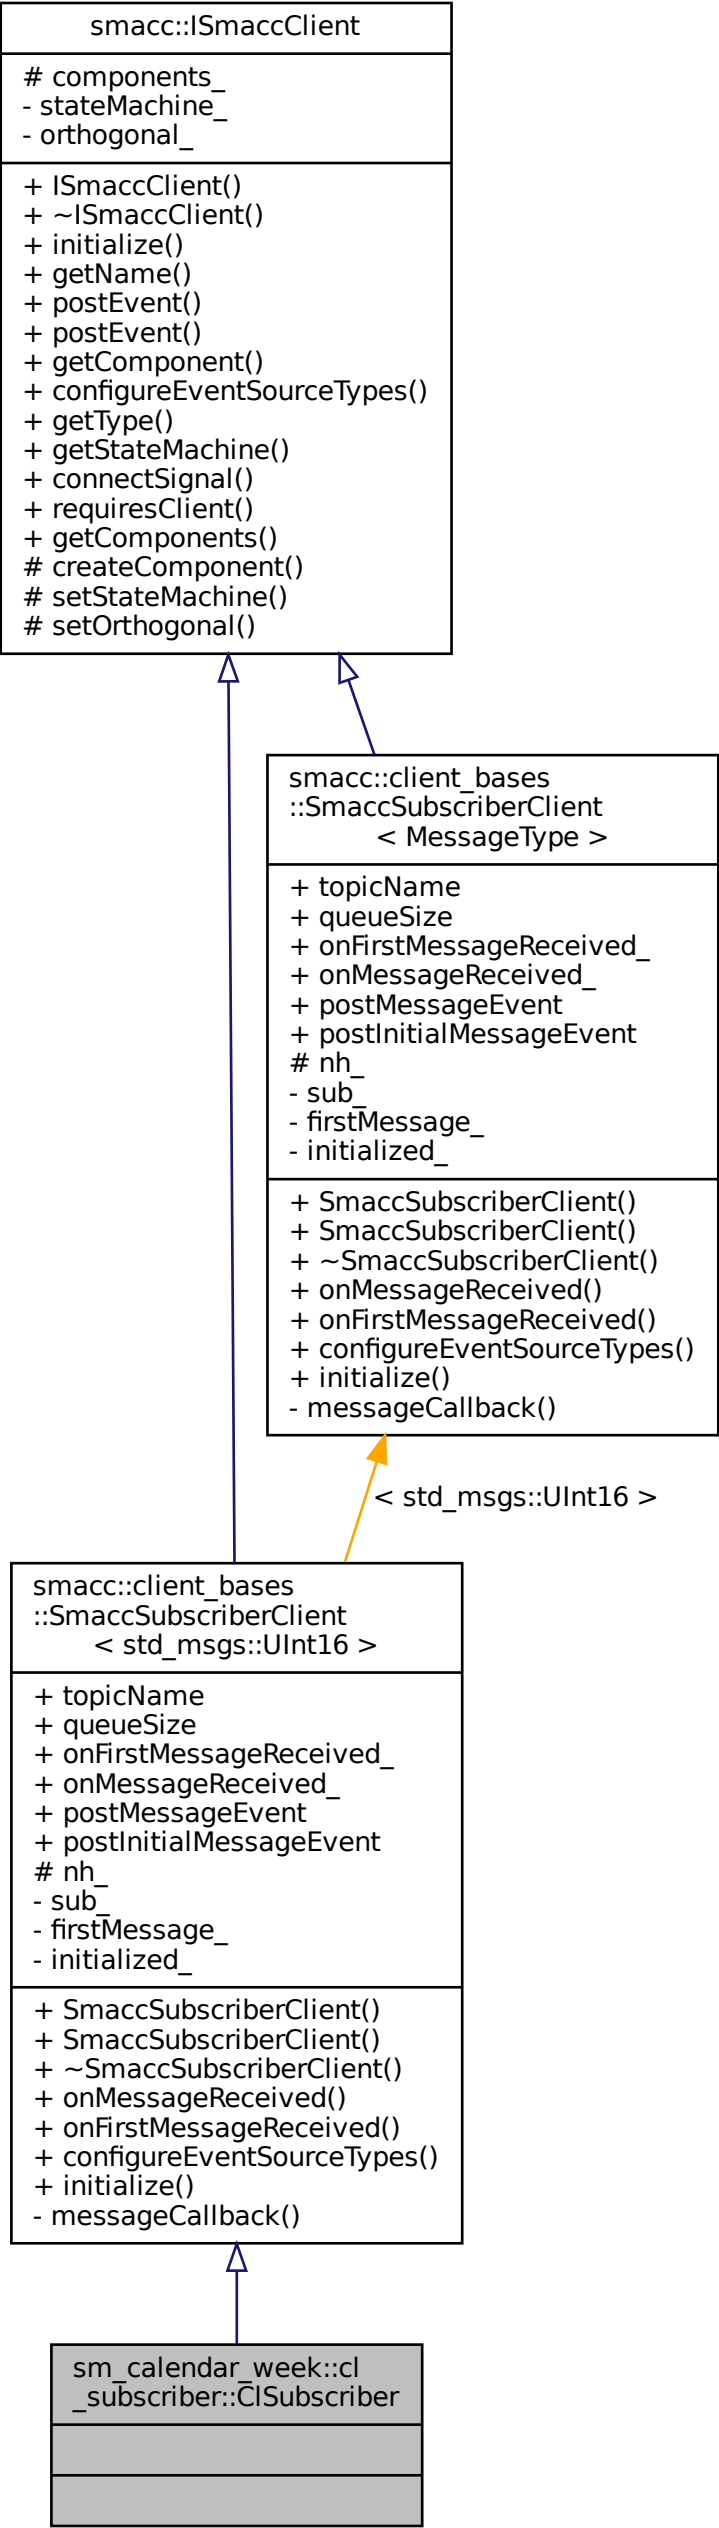 smacc::ISmaccClient
# components_
- stateMachine_
- orthogonal_
+ ISmaccClient()
+ ~ISmaccClient()
+ initialize()
+ getName()
+ postEvent()
+ postEvent()
+ getComponent()
+ configureEventSourceTypes()
+ getType()
+ getStateMachine()
+ connectSignal()
+ requiresClient()
+ getComponents()
# createComponent()
# setStateMachine()
# setOrthogonal()
smacc::client_bases
::SmaccSubscriberClient
< MessageType >
+ topicName
+ queueSize
+ onFirstMessageReceived_
+ onMessageReceived_
+ postMessageEvent
+ postInitialMessageEvent
# nh_
- sub_
- firstMessage_
- initialized_
+ SmaccSubscriberClient()
+ SmaccSubscriberClient()
+ ~SmaccSubscriberClient()
+ onMessageReceived()
+ onFirstMessageReceived()
+ configureEventSourceTypes()
+ initialize()
- messageCallback()
< std_msgs::UInt16 >
smacc::client_bases
::SmaccSubscriberClient
< std_msgs::UInt16 >
+ topicName
+ queueSize
+ onFirstMessageReceived_
+ onMessageReceived_
+ postMessageEvent
+ postInitialMessageEvent
# nh_
- sub_
- firstMessage_
- initialized_
+ SmaccSubscriberClient()
+ SmaccSubscriberClient()
+ ~SmaccSubscriberClient()
+ onMessageReceived()
+ onFirstMessageReceived()
+ configureEventSourceTypes()
+ initialize()
- messageCallback()
sm_calendar_week::cl
_subscriber::ClSubscriber